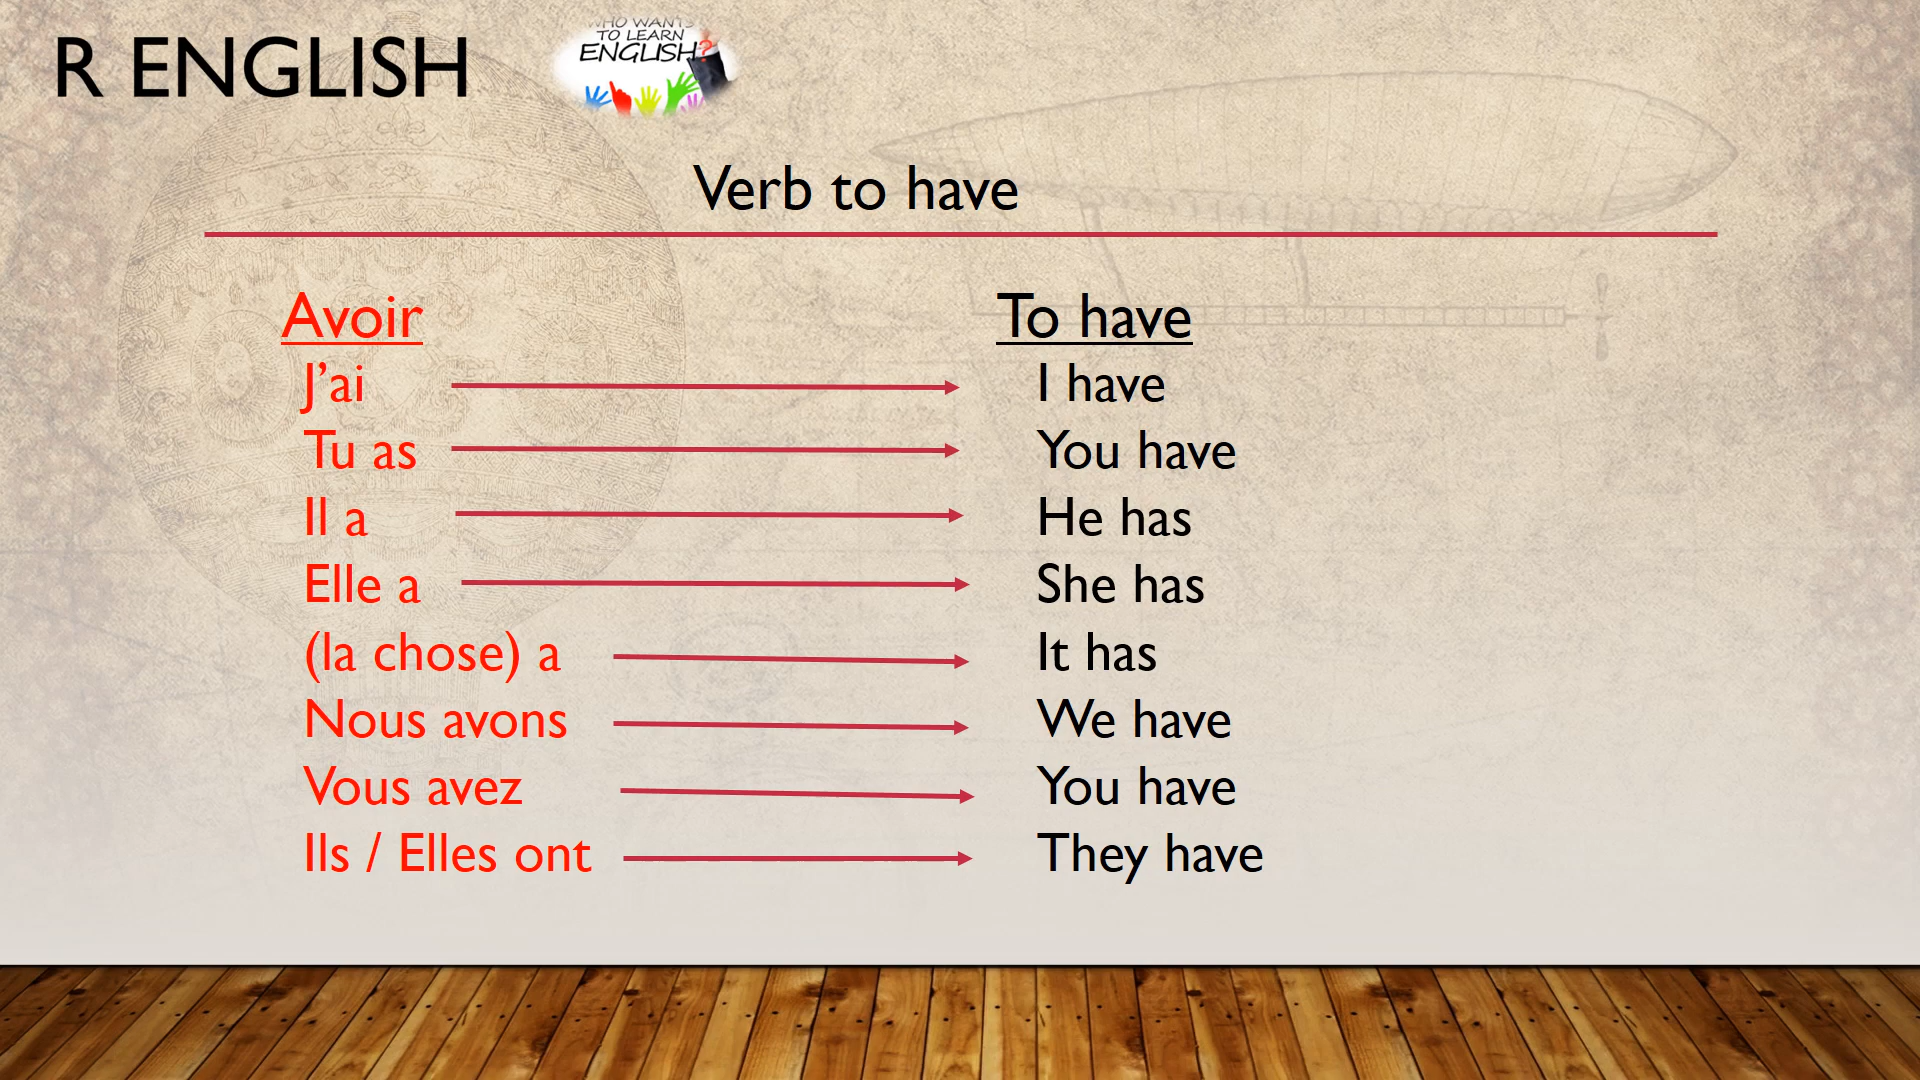 R ENGLISH
WHO WANTS
TO LEARN
ENGLISH?
Verb to have
Avoir To have
J’ai I have
Tu as You have
Il a He has
Elle a She has
(la chose) a It has
Nous avons We have
Vous avez You have
Ils / Elles ont They have